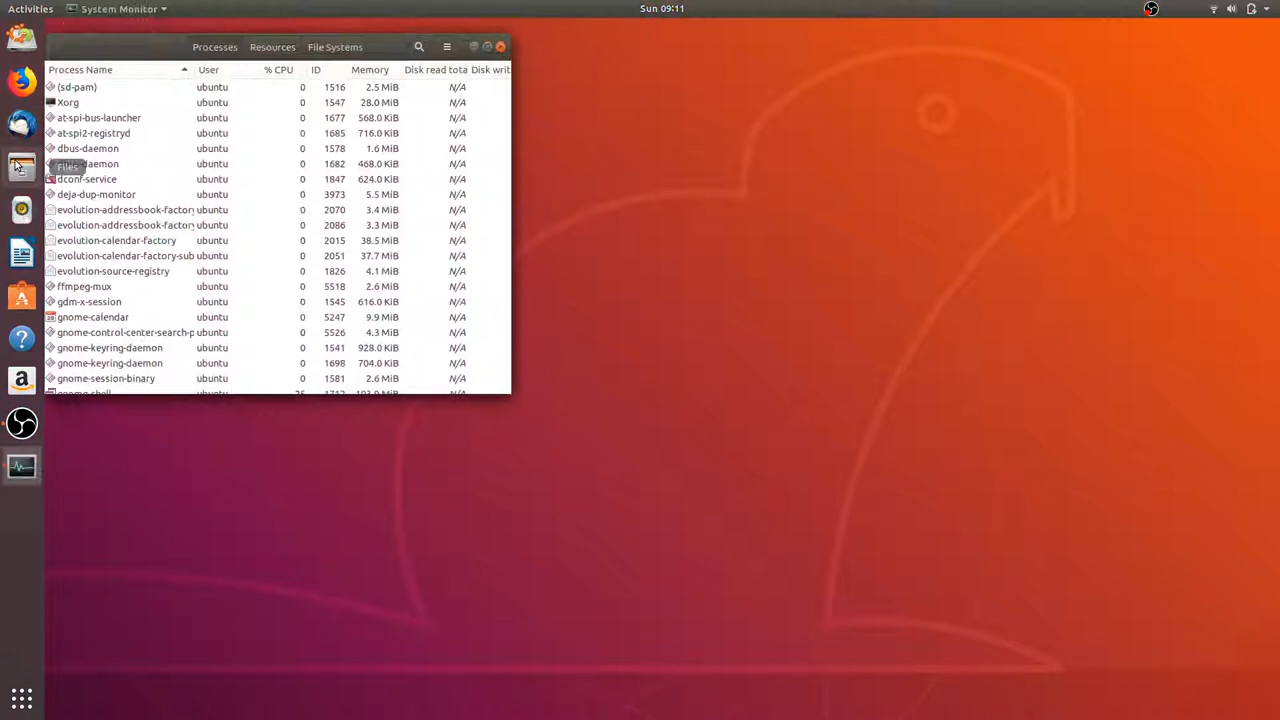 Activities System Monitor Sun 09:11
Processes Resources File Systems
Process Name User % CPU ID Memory Disk read tota Disk writ
(sd-pam) ubuntu 0 1516 2.5 MiB N/A
Xorg ubuntu 0 1547 28.0 MiB N/A
at-spi-bus-launcher ubuntu 0 1677 568.0 KiB N/A
at-spi2-registryd ubuntu 0 1685 716.0 KiB N/A
dbus-daemon ubuntu 0 1578 1.6 MiB N/A
dbus-daemon ubuntu 0 1682 468.0 KiB N/A
Files
dconf-service ubuntu 0 1847 624.0 KiB N/A
deja-dup-monitor ubuntu 0 3973 5.5 MiB N/A
evolution-addressbook-factory ubuntu 0 2070 3.4 MiB N/A
evolution-addressbook-factory ubuntu 0 2086 3.3 MiB N/A
evolution-calendar-factory ubuntu 0 2015 38.5 MiB N/A
evolution-calendar-factory-sub ubuntu 0 2051 37.7 MiB N/A
evolution-source-registry ubuntu 0 1826 4.1 MiB N/A
ffmpeg-mux ubuntu 0 5518 2.6 MiB N/A
gdm-x-session ubuntu 0 1545 616.0 KiB N/A
gnome-calendar ubuntu 0 5247 9.9 MiB N/A
gnome-control-center-search-p ubuntu 0 5526 4.3 MiB N/A
gnome-keyring-daemon ubuntu 0 1541 928.0 KiB N/A
gnome-keyring-daemon ubuntu 0 1698 704.0 KiB N/A
gnome-session-binary ubuntu 0 1581 2.6 MiB N/A
gnome-shell ubuntu 1712 MiB N/A